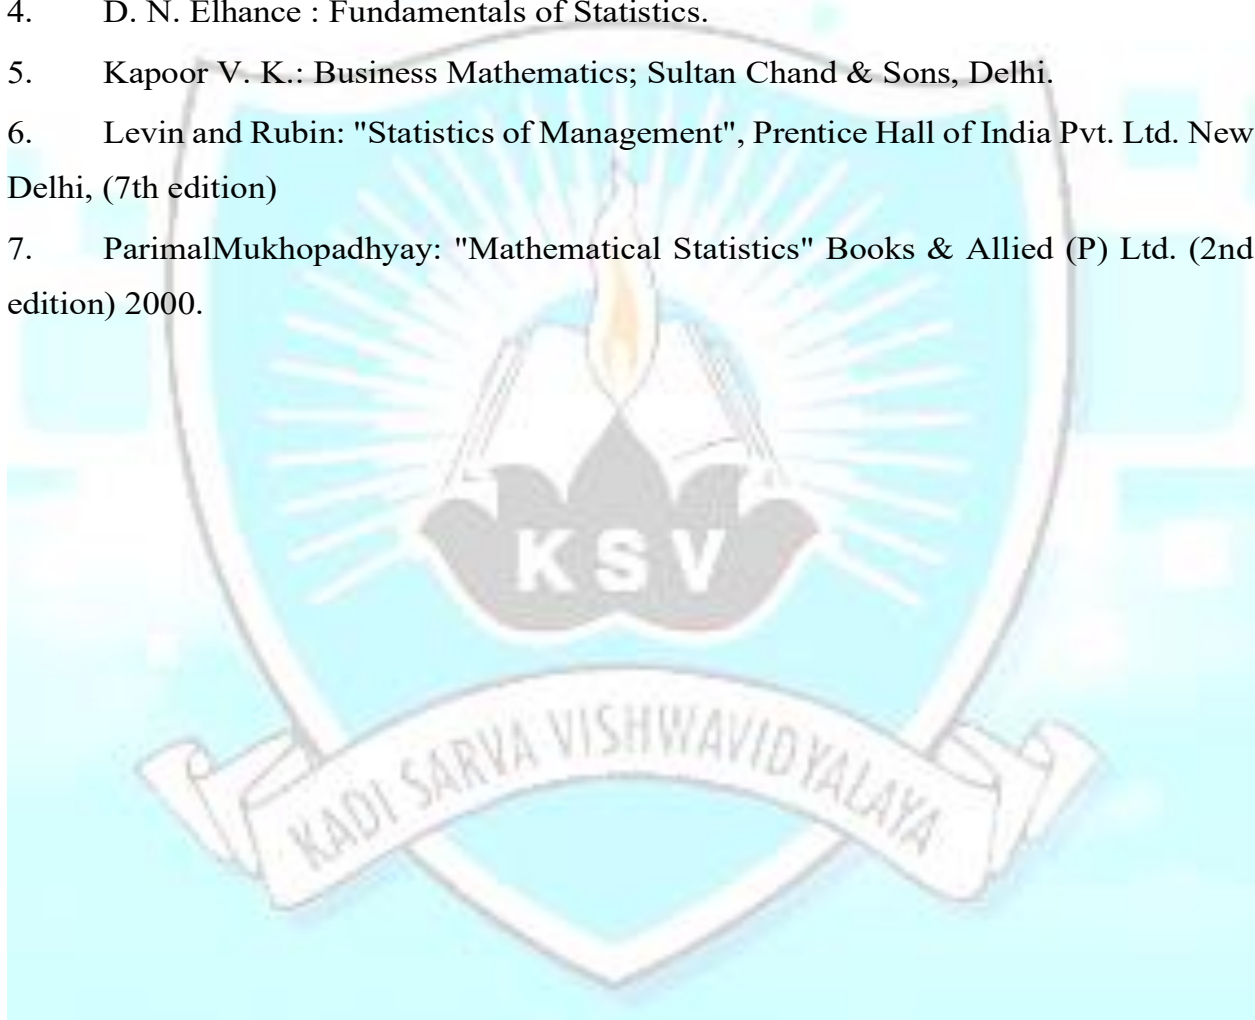 4. D. N. Elhance : Fundamentals of Statistics.
5. Kapoor V. K.: Business Mathematics; Sultan Chand & Sons, Delhi.
6. Levin and Rubin: "Statistics of Management", Prentice Hall of India Pvt. Ltd. New
Delhi, (7th edition)
7. ParimalMukhopadhyay: "Mathematical Statistics" Books & Allied (P) Ltd. (2nd
edition) 2000.
KSV
KADI SARVA VISHWAVIDYALAYA